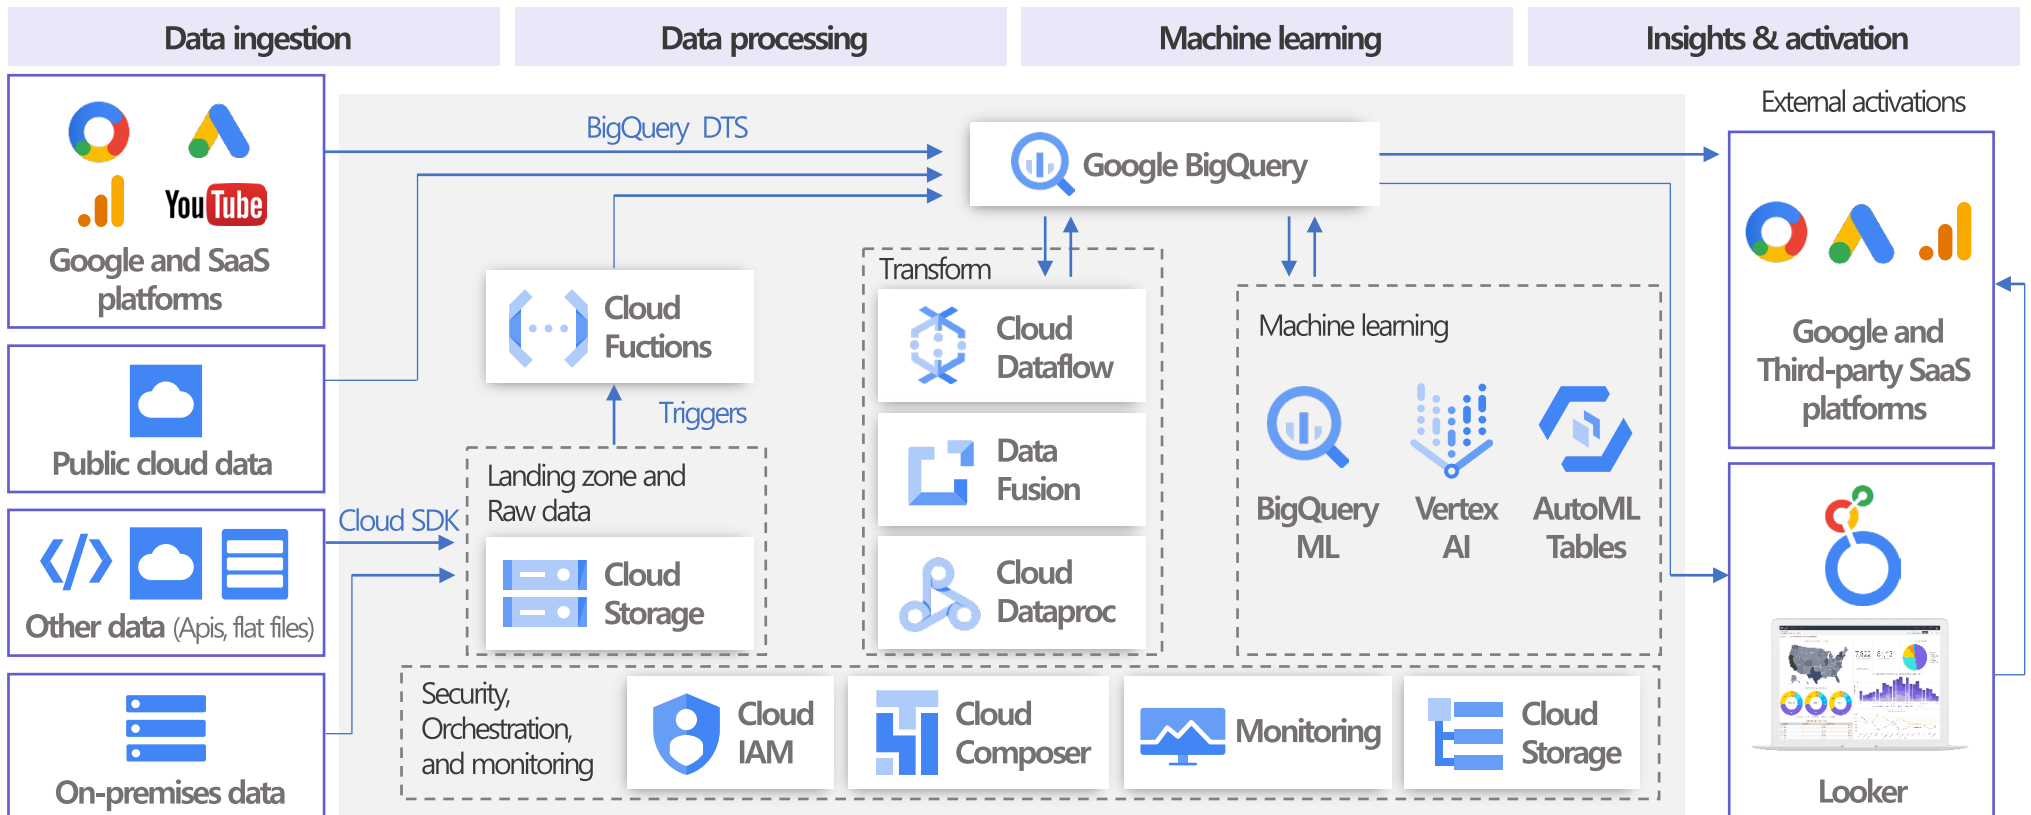 Data ingestion
Data processing
Machine learning
Insights & activation
YouTube
Google and SaaS
platforms
Public cloud data
Cloud SDK
Other data (Apis, flat files)
On-premises data
BigQuery DTS
Google BigQuery
Cloud
Fuctions
Triggers
Landing zone and
Raw data
Cloud
Storage
Transform
Cloud
Dataflow
Data
Fusion
Cloud
Dataproc
Machine learning
BigQuery
ML
Vertex
AI
AutoML
Tables
Security,
Orchestration,
and monitoring
Cloud
IAM
Cloud
Composer
Monitoring
Cloud
Storage
External activations
Google and
Third-party SaaS
platforms
Looker